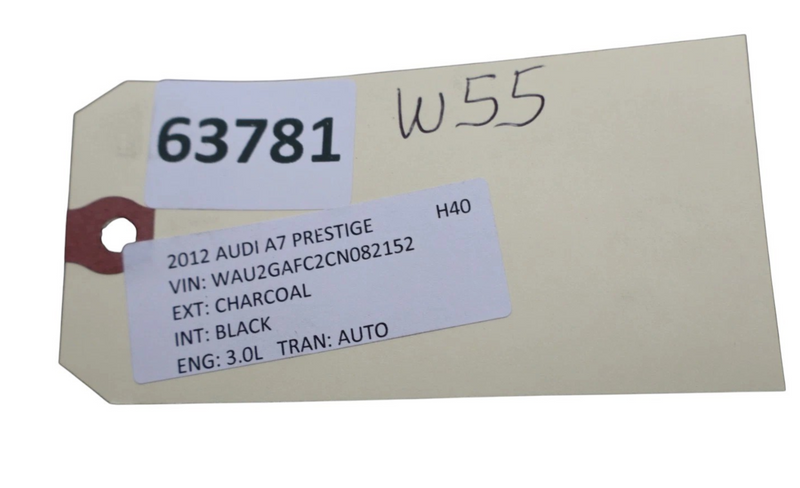 63781
W55
2012 AUDI A7 PRESTIGE H40
VIN: WAU2GAFC2CN082152
EXT: CHARCOAL
INT: BLACK
ENG: 3.0L TRAN: AUTO